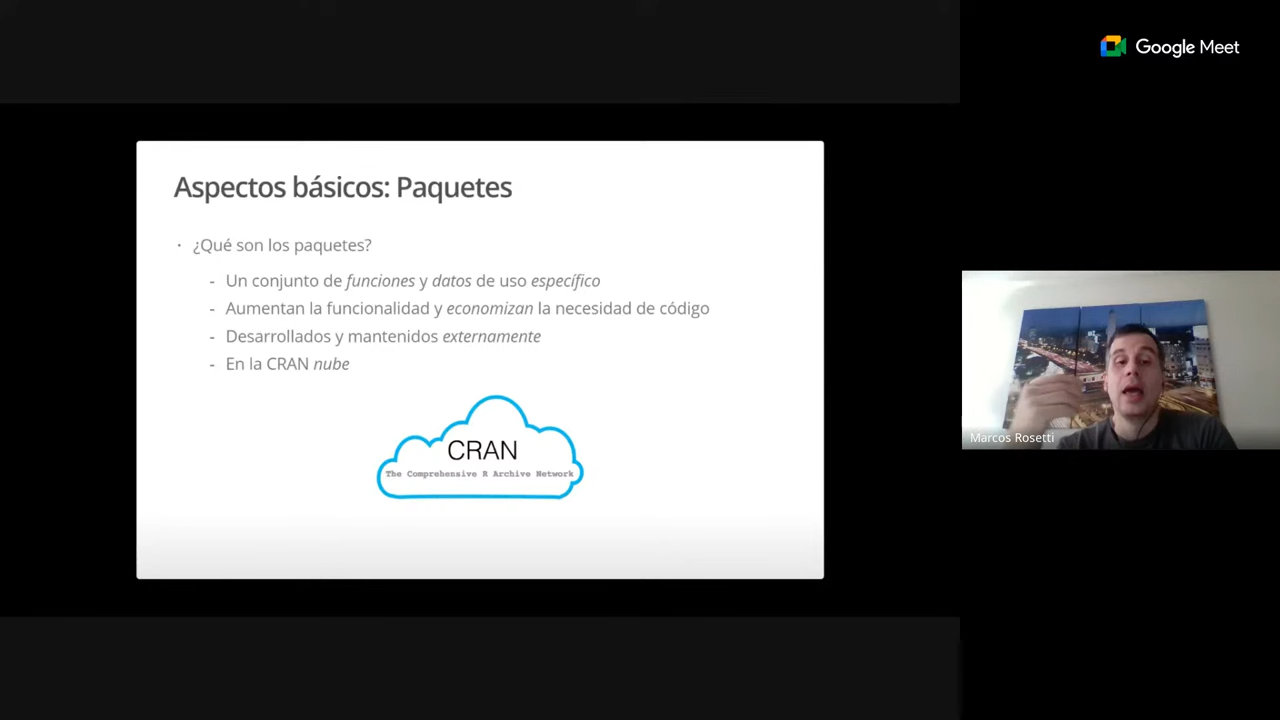 Google Meet
Aspectos básicos: Paquetes
· ¿Qué son los paquetes?
- Un conjunto de funciones y datos de uso específico
- Aumentan la funcionalidad y economizan la necesidad de código
- Desarrollados y mantenidos externamente
- En la CRAN nube
CRAN
The Comprehensive R Archive Network
Marcos Rosetti